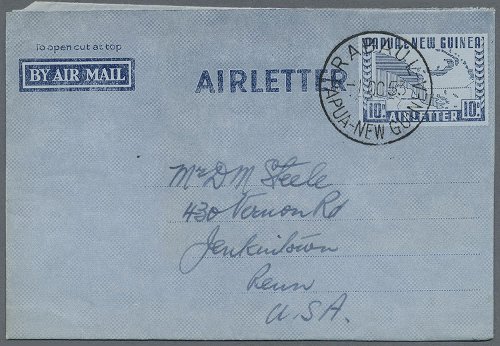 To open cut at top
BY AIR MAIL
AIRLETTER
PAPUA-NEW GUINEA
10D 10D
AIRLETTER
RABAUL
PAPUA-NEW GUINEA
Mr D M Steele
430 Vernon Rd
Jenkintown
Penn
U.S.A.